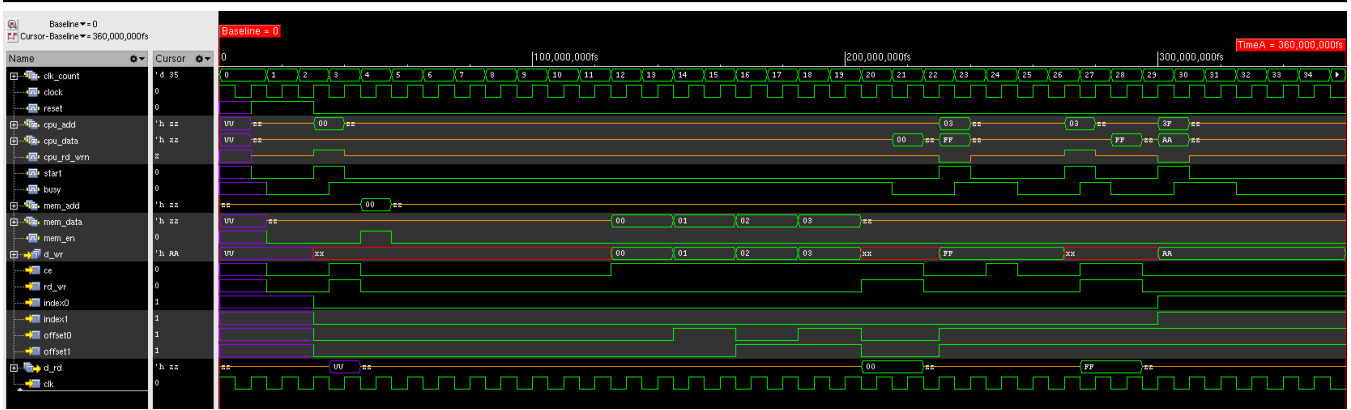 Baseline ▾= 0
Cursor-Baseline ▾= 360,000,000fs
Baseline = 0
TimeA = 360,000,000fs
Name Cursor 0 100,000,000fs 200,000,000fs 300,000,000fs
clk_count 'd 35 0 1 2 3 4 5 6 7 8 9 10 11 12 13 14 15 16 17 18 19 20 21 22 23 24 25 26 27 28 29 30 31 32 33 34
clock 0
reset 0
cpu_add 'h zz UU zz 00 zz 03 zz 03 zz 3F zz
cpu_data 'h zz UU zz 00 zz FF zz FF zz AA zz
cpu_rd_wrn z
start 0
busy 0
mem_add 'h zz zz 00 zz
mem_data 'h zz UU zz 00 01 02 03 zz
mem_en 0
d_wr 'h AA UU xx 00 01 02 03 xx FF xx AA
ce 0
rd_wr 0
index0 1
index1 1
offset0 1
offset1 1
d_rd 'h zz zz UU zz 00 zz FF zz
clk 0